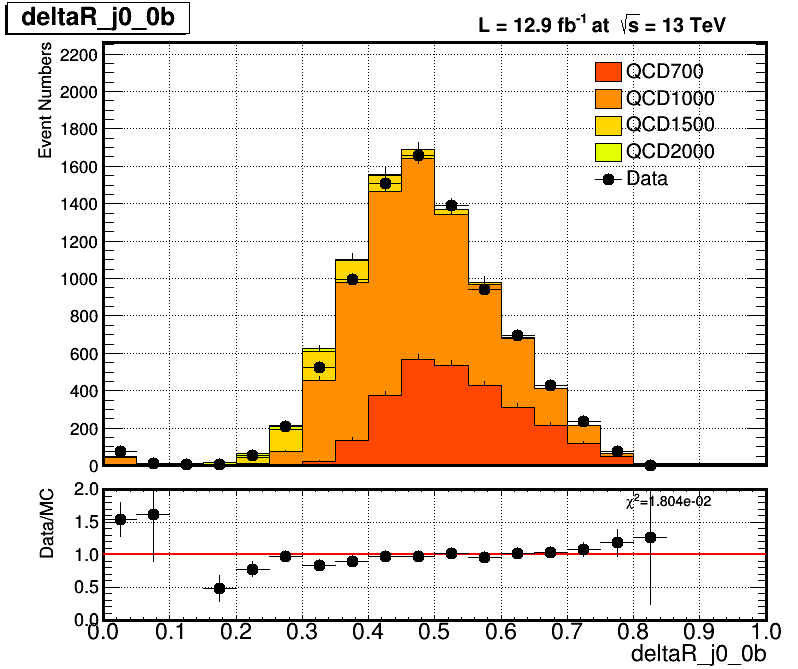 deltaR_j0_0b
L = 12.9 fb⁻¹ at √s = 13 TeV
Event Numbers
2200
2000
1800
1600
1400
1200
1000
800
600
400
200
0
QCD700
QCD1000
QCD1500
QCD2000
Data
Data/MC
2.0
1.5
1.0
0.5
0.0
χ²=1.804e-02
0.0 0.1 0.2 0.3 0.4 0.5 0.6 0.7 0.8 0.9 1.0
deltaR_j0_0b